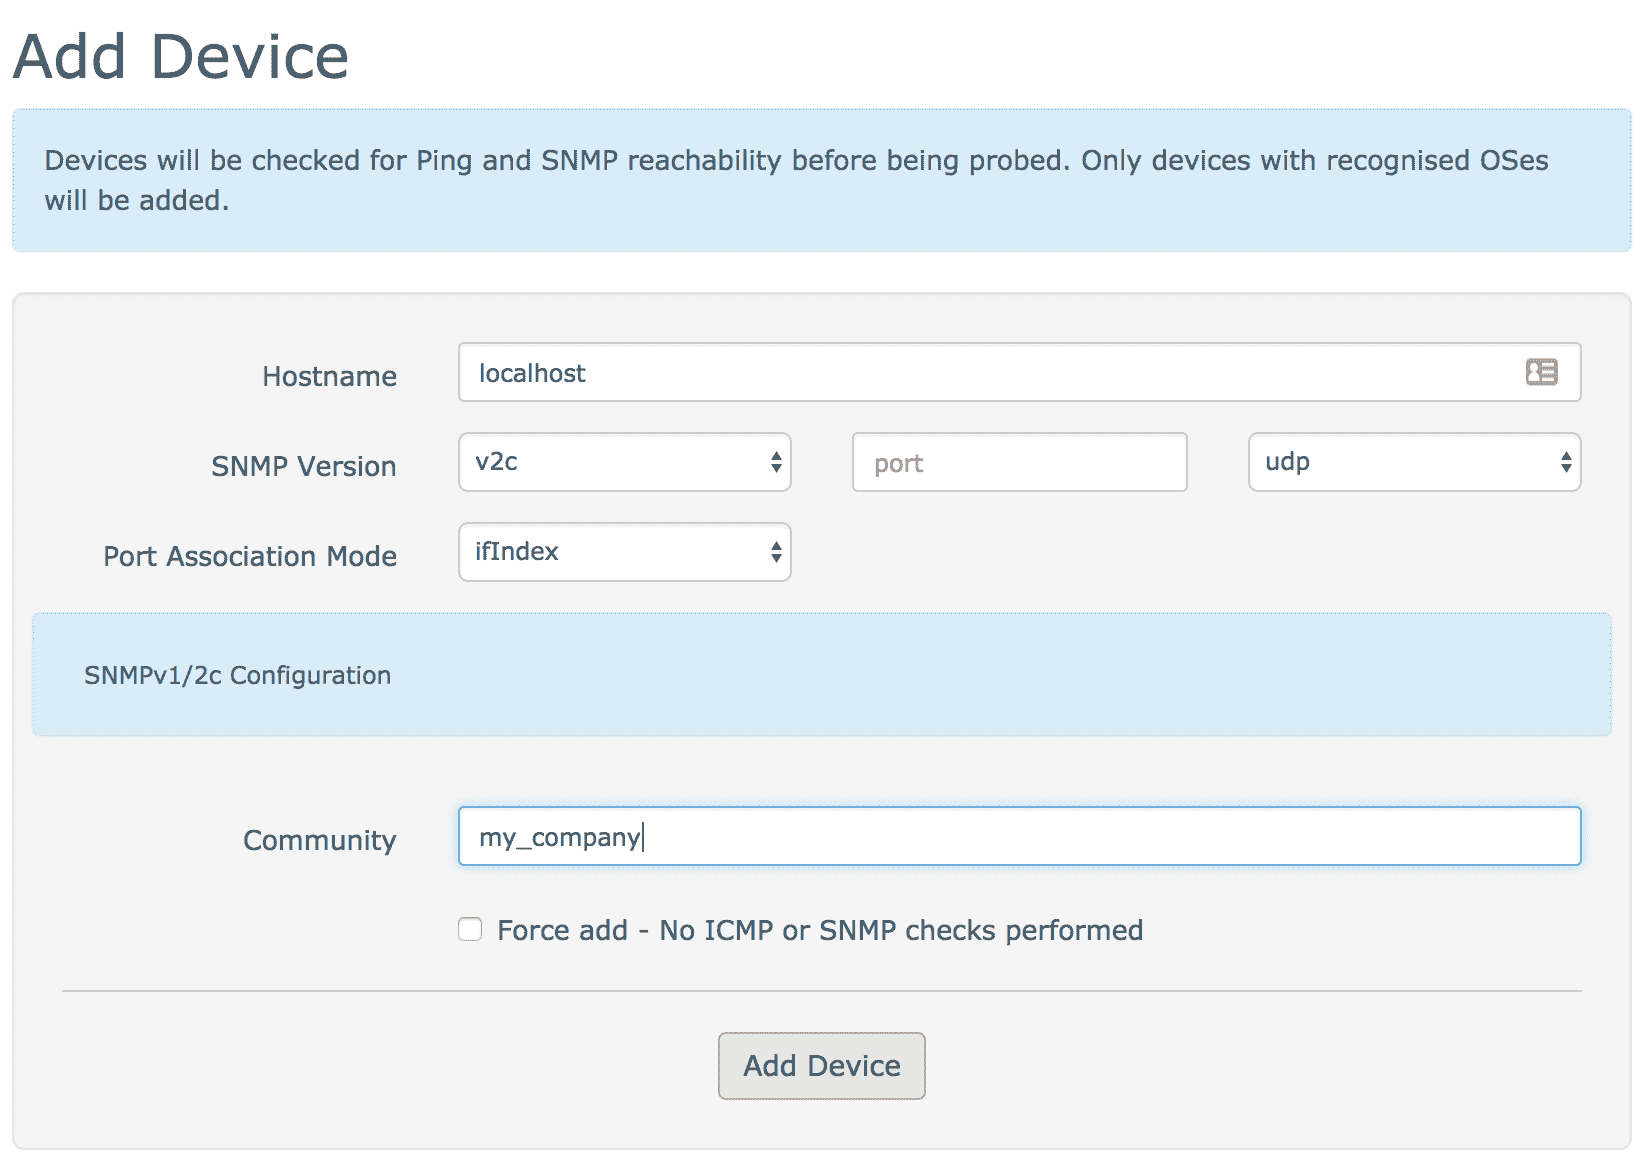 Add Device
Devices will be checked for Ping and SNMP reachability before being probed. Only devices with recognised OSes
will be added.
Hostname localhost
SNMP Version v2c port udp
Port Association Mode ifIndex
SNMPv1/2c Configuration
Community my_company
Force add - No ICMP or SNMP checks performed
Add Device